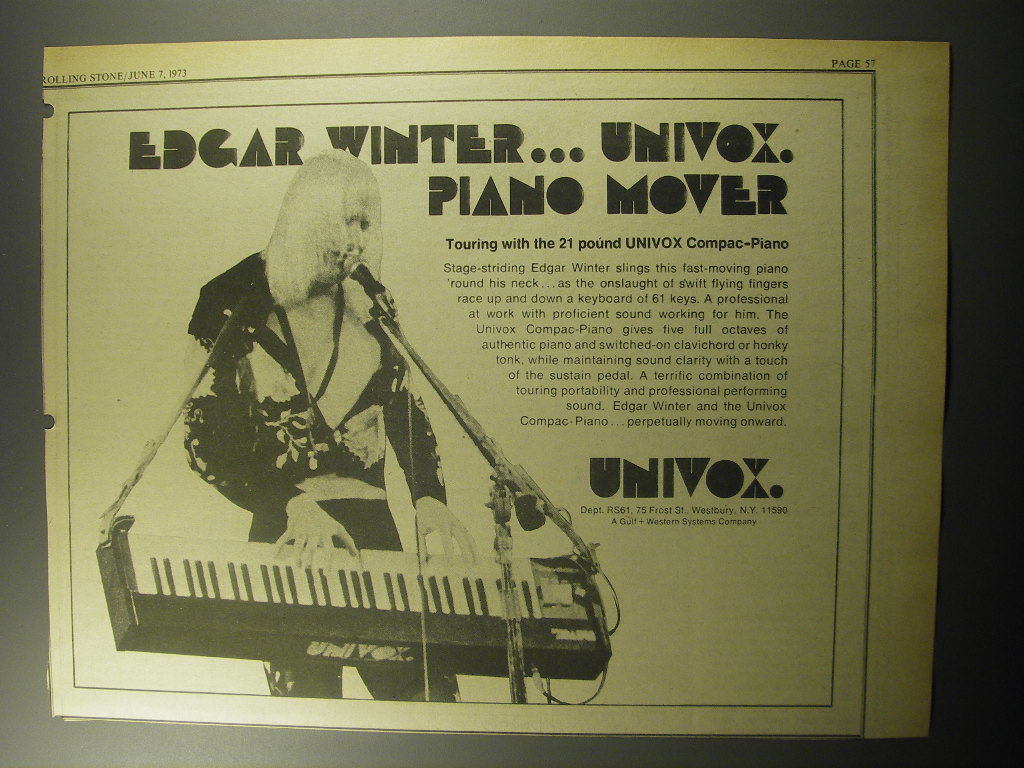 ROLLING STONE/JUNE 7, 1973
PAGE 57
EDGAR WINTER... UNIVOX.
PIANO MOVER
Touring with the 21 pound UNIVOX Compac-Piano
Stage-striding Edgar Winter slings this fast-moving piano
'round his neck...as the onslaught of swift flying fingers
race up and down a keyboard of 61 keys. A professional
at work with proficient sound working for him. The
Univox Compac-Piano gives five full octaves of
authentic piano and switched-on clavichord or honky
tonk, while maintaining sound clarity with a touch
of the sustain pedal. A terrific combination of
touring portability and professional performing
sound. Edgar Winter and the Univox
Compac-Piano...perpetually moving onward.
UNIVOX.
Dept. RS61, 75 Frost St., Westbury, N.Y. 11590
A Gulf + Western Systems Company
UNIVOX.